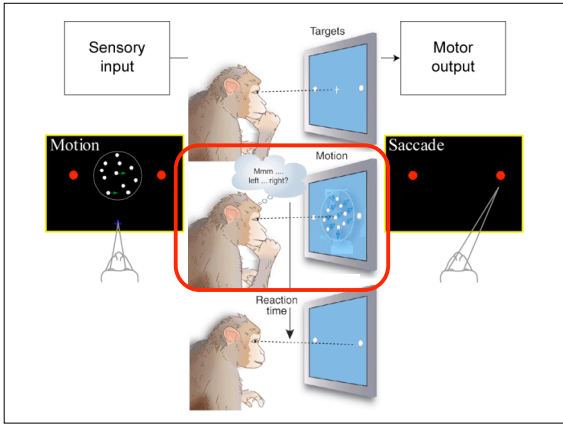 Sensory
input
Targets
Motor
output
Motion
Mmm ....
left ... right?
Motion
Saccade
Reaction
time